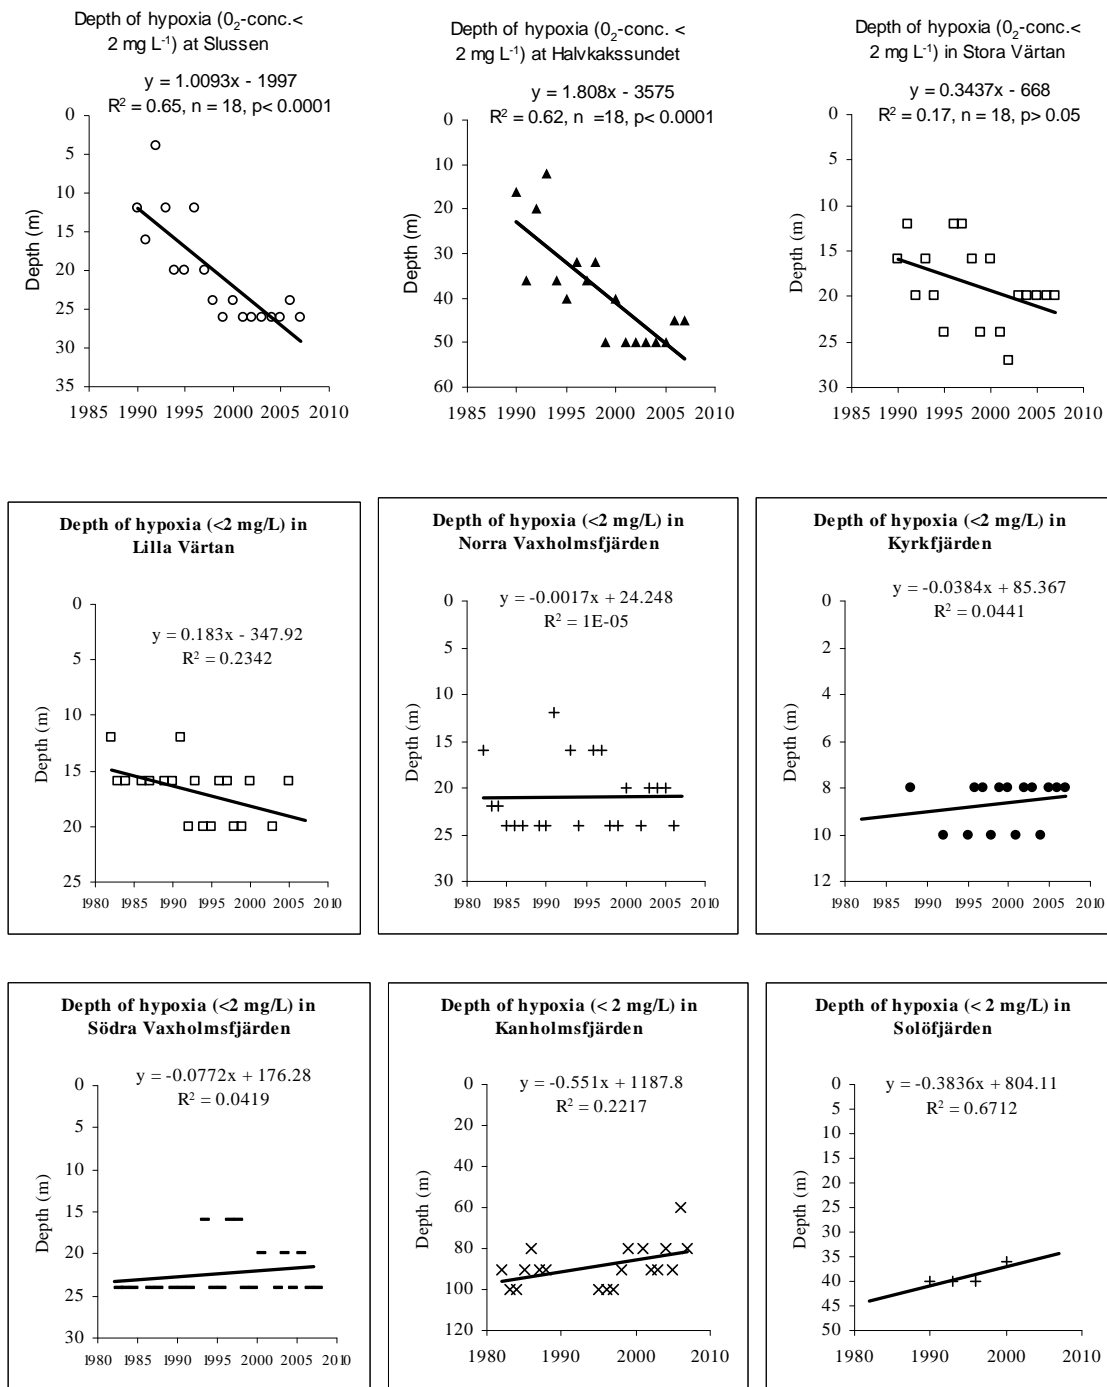 Depth of hypoxia (0₂-conc.<
2 mg L⁻¹) at Slussen
y = 1.0093x - 1997
R² = 0.65, n = 18, p< 0.0001
0
5
10
15
20
25
30
35
1985 1990 1995 2000 2005 2010
Depth (m)
Depth of hypoxia (0₂-conc. <
2 mg L⁻¹) at Halvkakssundet
y = 1.808x - 3575
R² = 0.62, n =18, p< 0.0001
0
10
20
30
40
50
60
1985 1990 1995 2000 2005 2010
Depth (m)
Depth of hypoxia (0₂-conc.<
2 mg L⁻¹) in Stora Värtan
y = 0.3437x - 668
R² = 0.17, n = 18, p> 0.05
0
5
10
15
20
25
30
1985 1990 1995 2000 2005 2010
Depth (m)
Depth of hypoxia (<2 mg/L) in
Lilla Värtan
y = 0.183x - 347.92
R² = 0.2342
0
5
10
15
20
25
1980 1985 1990 1995 2000 2005 2010
Depth (m)
Depth of hypoxia (<2 mg/L) in
Norra Vaxholmsfjärden
y = -0.0017x + 24.248
R² = 1E-05
0
5
10
15
20
25
30
1980 1985 1990 1995 2000 2005 2010
Depth (m)
Depth of hypoxia (<2 mg/L) in
Kyrkfjärden
y = -0.0384x + 85.367
R² = 0.0441
0
2
4
6
8
10
12
1980 1985 1990 1995 2000 2005 2010
Depth (m)
Depth of hypoxia (<2 mg/L) in
Södra Vaxholmsfjärden
y = -0.0772x + 176.28
R² = 0.0419
0
5
10
15
20
25
30
1980 1985 1990 1995 2000 2005 2010
Depth (m)
Depth of hypoxia (< 2 mg/L) in
Kanholmsfjärden
y = -0.551x + 1187.8
R² = 0.2217
0
20
40
60
80
100
120
1980 1990 2000 2010
Depth (m)
Depth of hypoxia (< 2 mg/L) in
Solöfjärden
y = -0.3836x + 804.11
R² = 0.6712
0
5
10
15
20
25
30
35
40
45
50
1980 1990 2000 2010
Depth (m)